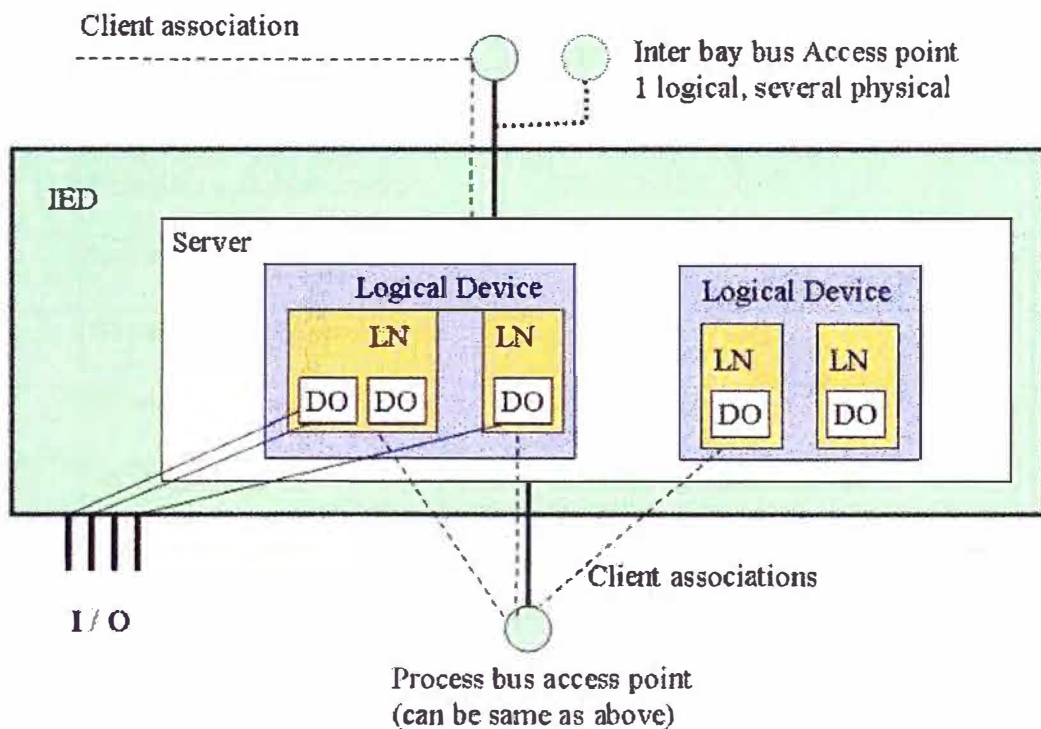 Client association
Inter bay bus Access point
1 logical, several physical
IED
Server
Logical Device
LN
LN
DO
DO
DO
Logical Device
LN
LN
DO
DO
Client associations
I / O
Process bus access point
(can be same as above)